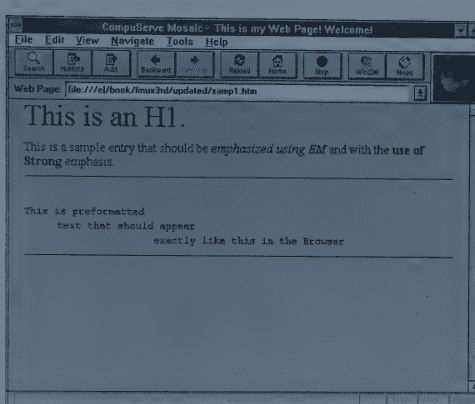 CompuServe Mosaic - This is my Web Page! Welcome!
File Edit View Navigate Tools Help
Search Hotlists Add Backward Reload Home Stop WinCIM News
Web Page: file:///el/book/linux3td/updated/samp1.htm
This is an H1.
This is a sample entry that should be emphasized using EM and with the use of
Strong emphasis.
This is preformatted
text that should appear
exactly like this in the Browser